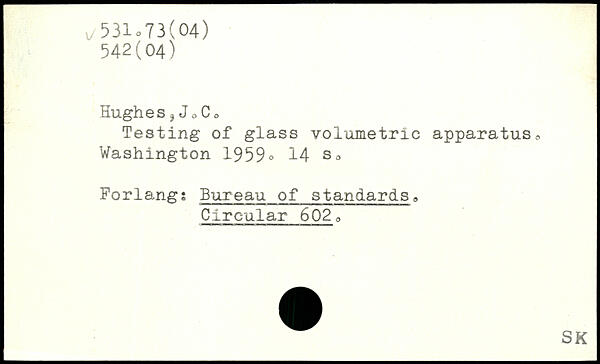 √531.73(04)
542(04)
Hughes,J.C.
Testing of glass volumetric apparatus.
Washington 1959. 14 s.
Forlang: Bureau of standards.
Circular 602.
SK